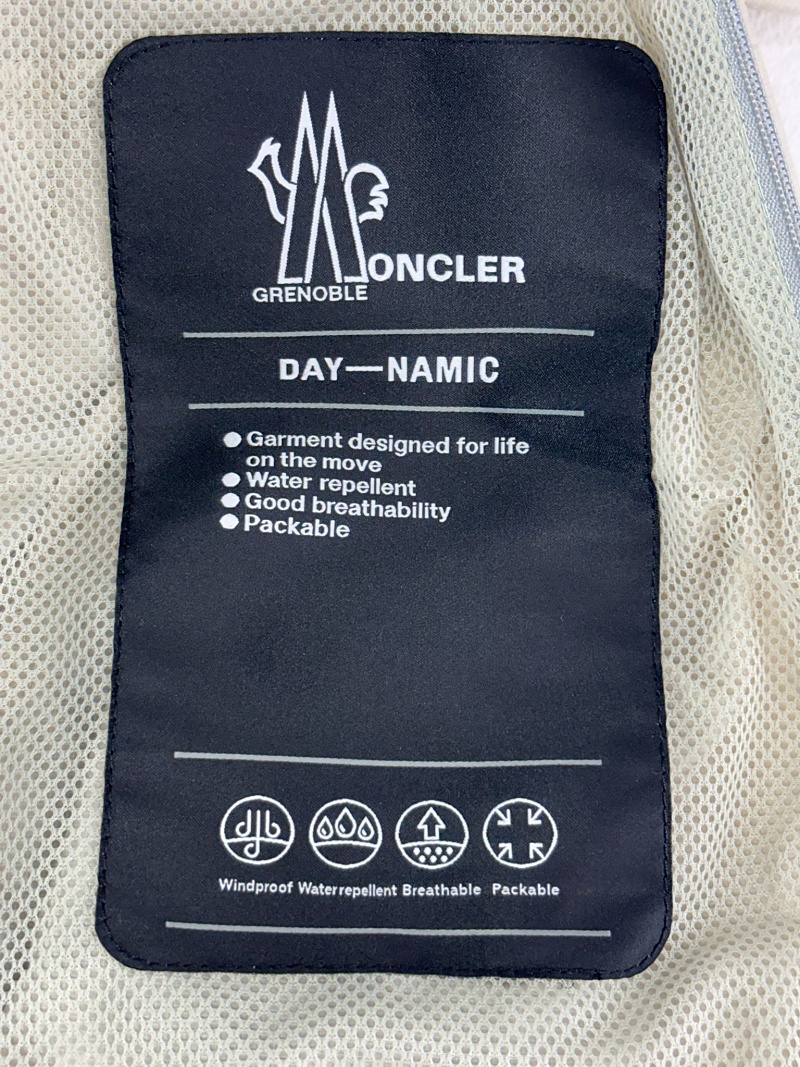 MONCLER
GRENOBLE
DAY—NAMIC
● Garment designed for life
on the move
● Water repellent
● Good breathability
● Packable
Windproof Waterrepellent Breathable Packable